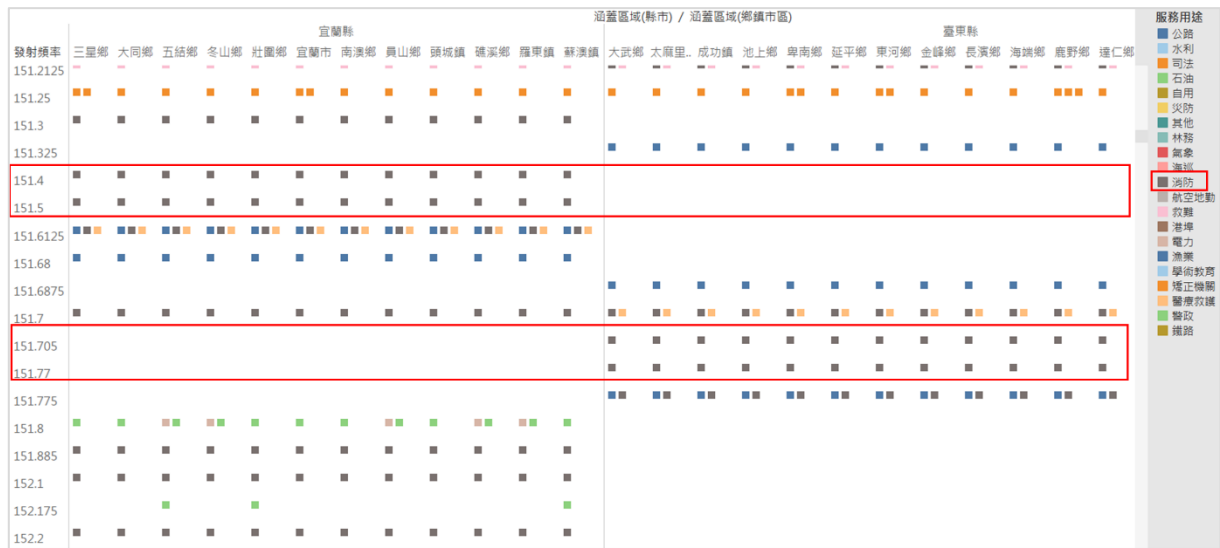 涵蓋區域(縣市) / 涵蓋區域(鄉鎮市區)
宜蘭縣 臺東縣
發射頻率 三星鄉 大同鄉 五結鄉 冬山鄉 壯圍鄉 宜蘭市 南澳鄉 員山鄉 頭城鎮 礁溪鄉 羅東鎮 蘇澳鎮 大武鄉 太麻里.. 成功鎮 池上鄉 卑南鄉 延平鄉 東河鄉 金峰鄉 長濱鄉 海端鄉 鹿野鄉 達仁鄉
151.2125
151.25
151.3
151.325
151.4
151.5
151.6125
151.68
151.6875
151.7
151.705
151.77
151.775
151.8
151.885
152.1
152.175
152.2
服務用途
公路
水利
司法
石油
自用
災防
其他
林務
氣象
海巡
消防
航空地勤
救難
港埠
電力
漁業
學術教育
矯正機關
醫療救護
警政
鐵路